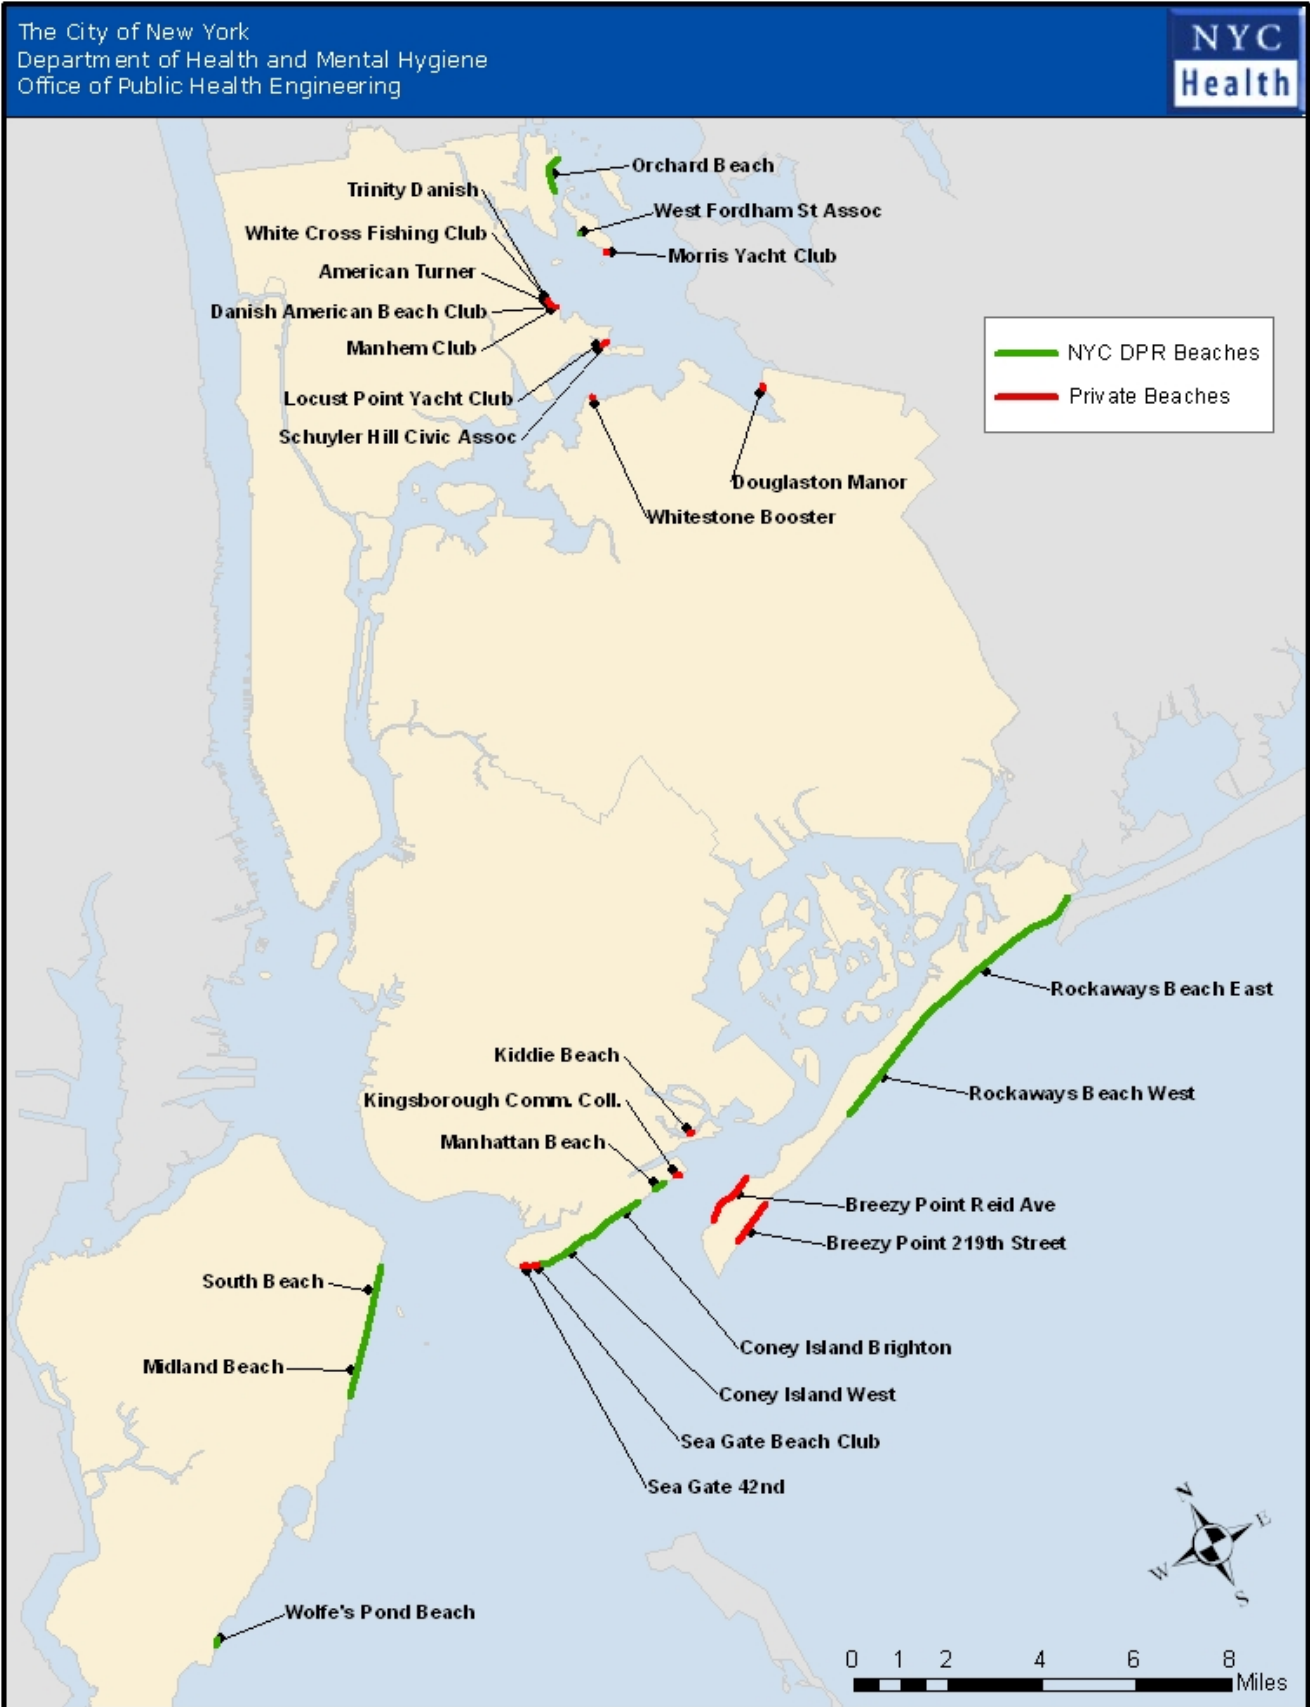 The City of New York
Department of Health and Mental Hygiene
Office of Public Health Engineering
NYC
Health
Orchard Beach
Trinity Danish
West Fordham St Assoc
White Cross Fishing Club
Morris Yacht Club
American Turner
Danish American Beach Club
Manhem Club
NYC DPR Beaches
Private Beaches
Locust Point Yacht Club
Schuyler Hill Civic Assoc
Douglaston Manor
Whitestone Booster
Rockaways Beach East
Kiddie Beach
Rockaways Beach West
Kingsborough Comm. Coll.
Manhattan Beach
Breezy Point Reid Ave
Breezy Point 219th Street
South Beach
Coney Island Brighton
Midland Beach
Coney Island West
Sea Gate Beach Club
Sea Gate 42nd
N
E
W
S
Wolfe's Pond Beach
0 1 2 4 6 8
Miles